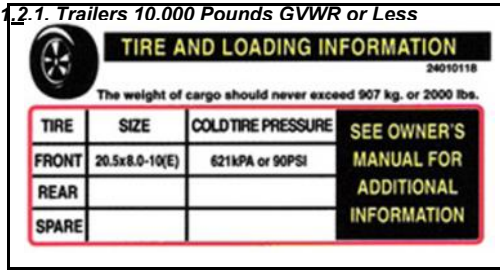 1.2.1. Trailers 10,000 Pounds GVWR or Less
TIRE AND LOADING INFORMATION
24010118
The weight of cargo should never exceed 907 kg. or 2000 lbs.
TIRE SIZE COLD TIRE PRESSURE
FRONT 20.5x8.0-10(E) 621kPA or 90PSI
REAR
SPARE
SEE OWNER'S
MANUAL FOR
ADDITIONAL
INFORMATION